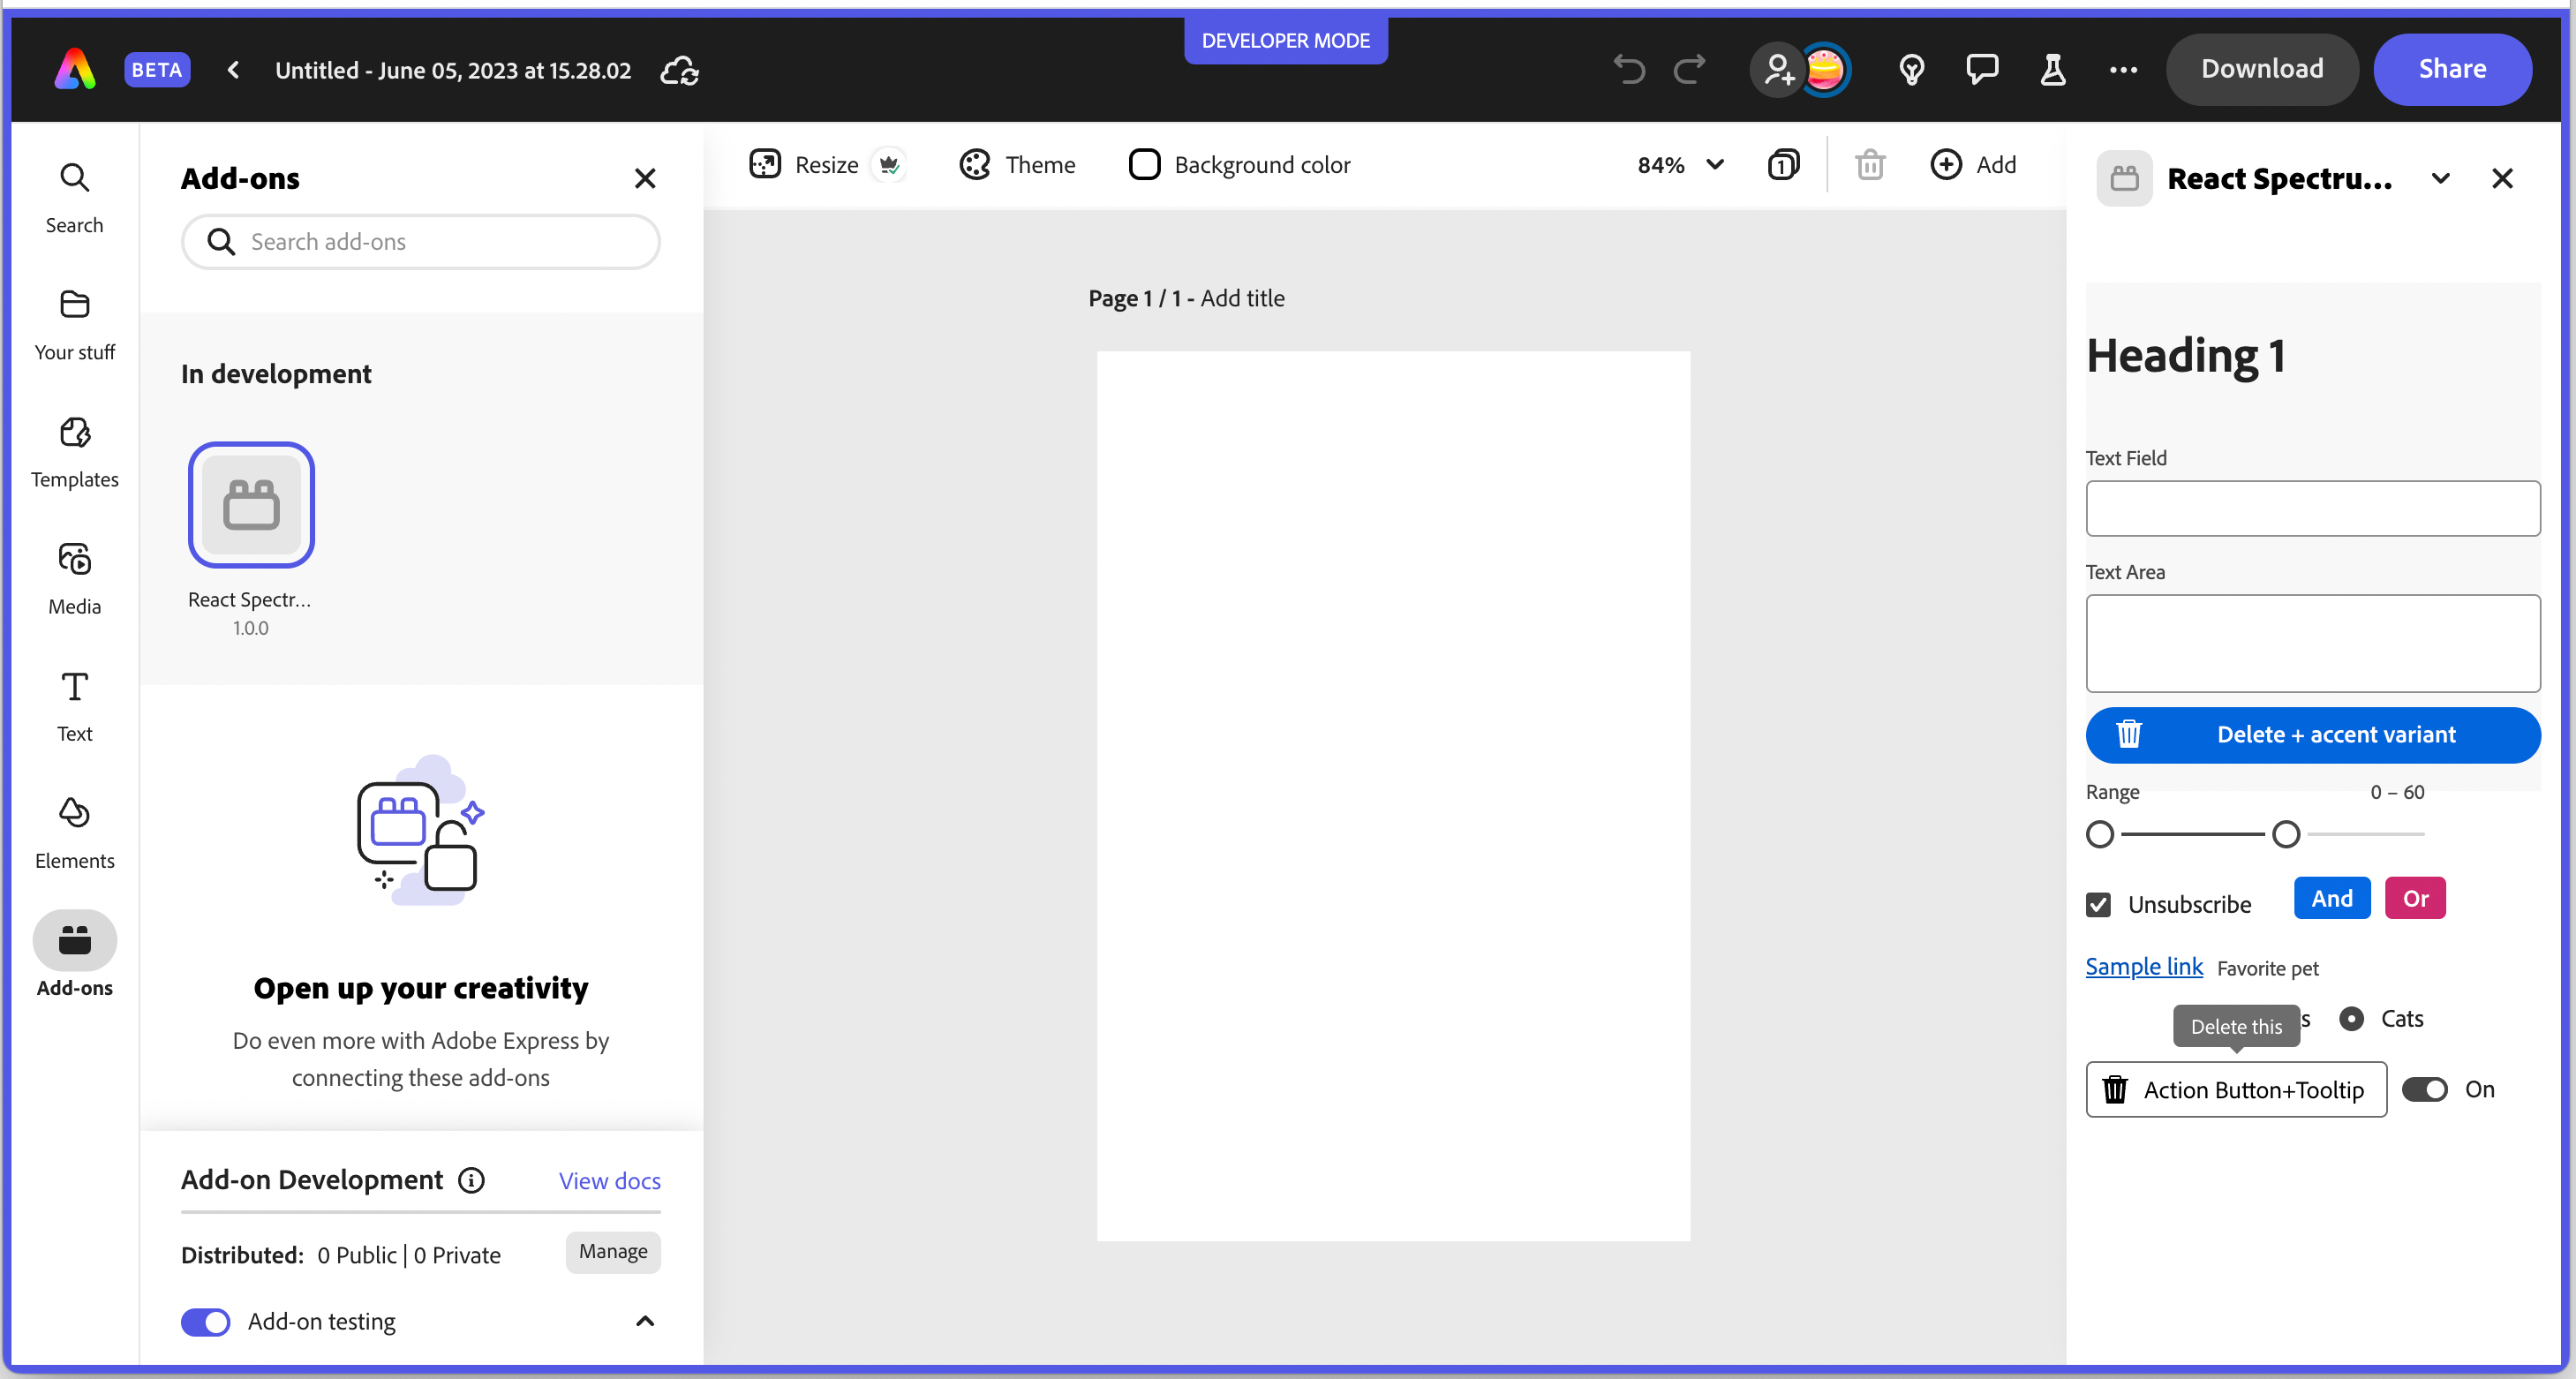 DEVELOPER MODE
BETA
Untitled - June 05, 2023 at 15.28.02
Download
Share
Search
Your stuff
Templates
Media
Text
Elements
Add-ons
Add-ons
Search add-ons
In development
React Spectr...
1.0.0
Open up your creativity
Do even more with Adobe Express by
connecting these add-ons
Add-on Development
View docs
Distributed: 0 Public | 0 Private
Manage
Add-on testing
Resize
Theme
Background color
84%
1
Add
Page 1 / 1 - Add title
React Spectru...
Heading 1
Text Field
Text Area
Delete + accent variant
Range 0 – 60
Unsubscribe
And
Or
Sample link
Favorite pet
Delete this
s
Cats
Action Button+Tooltip
On